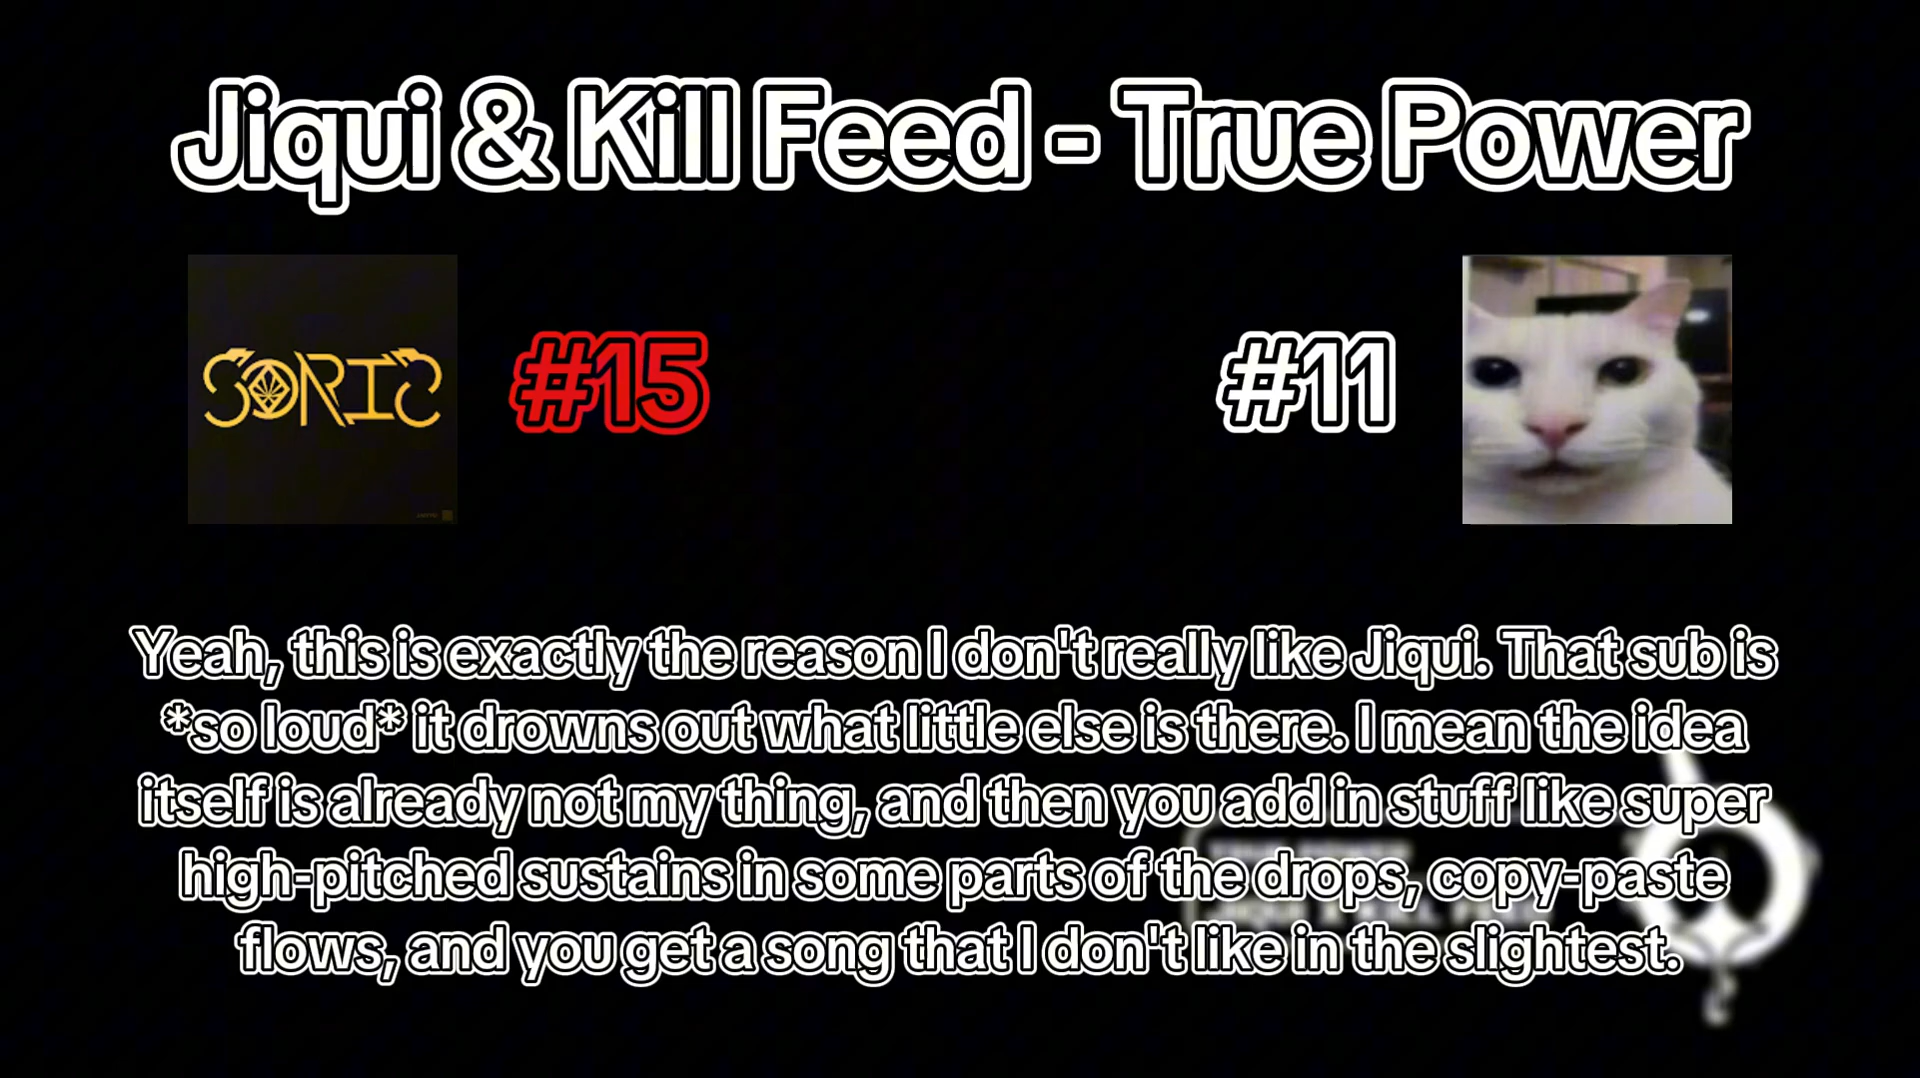 Jiqui & Kill Feed - True Power
SORIS
#15
#11
Yeah, this is exactly the reason I don't really like Jiqui. That sub is
*so loud* it drowns out what little else is there. I mean the idea
itself is already not my thing, and then you add in stuff like super
high-pitched sustains in some parts of the drops, copy-paste
flows, and you get a song that I don't like in the slightest.